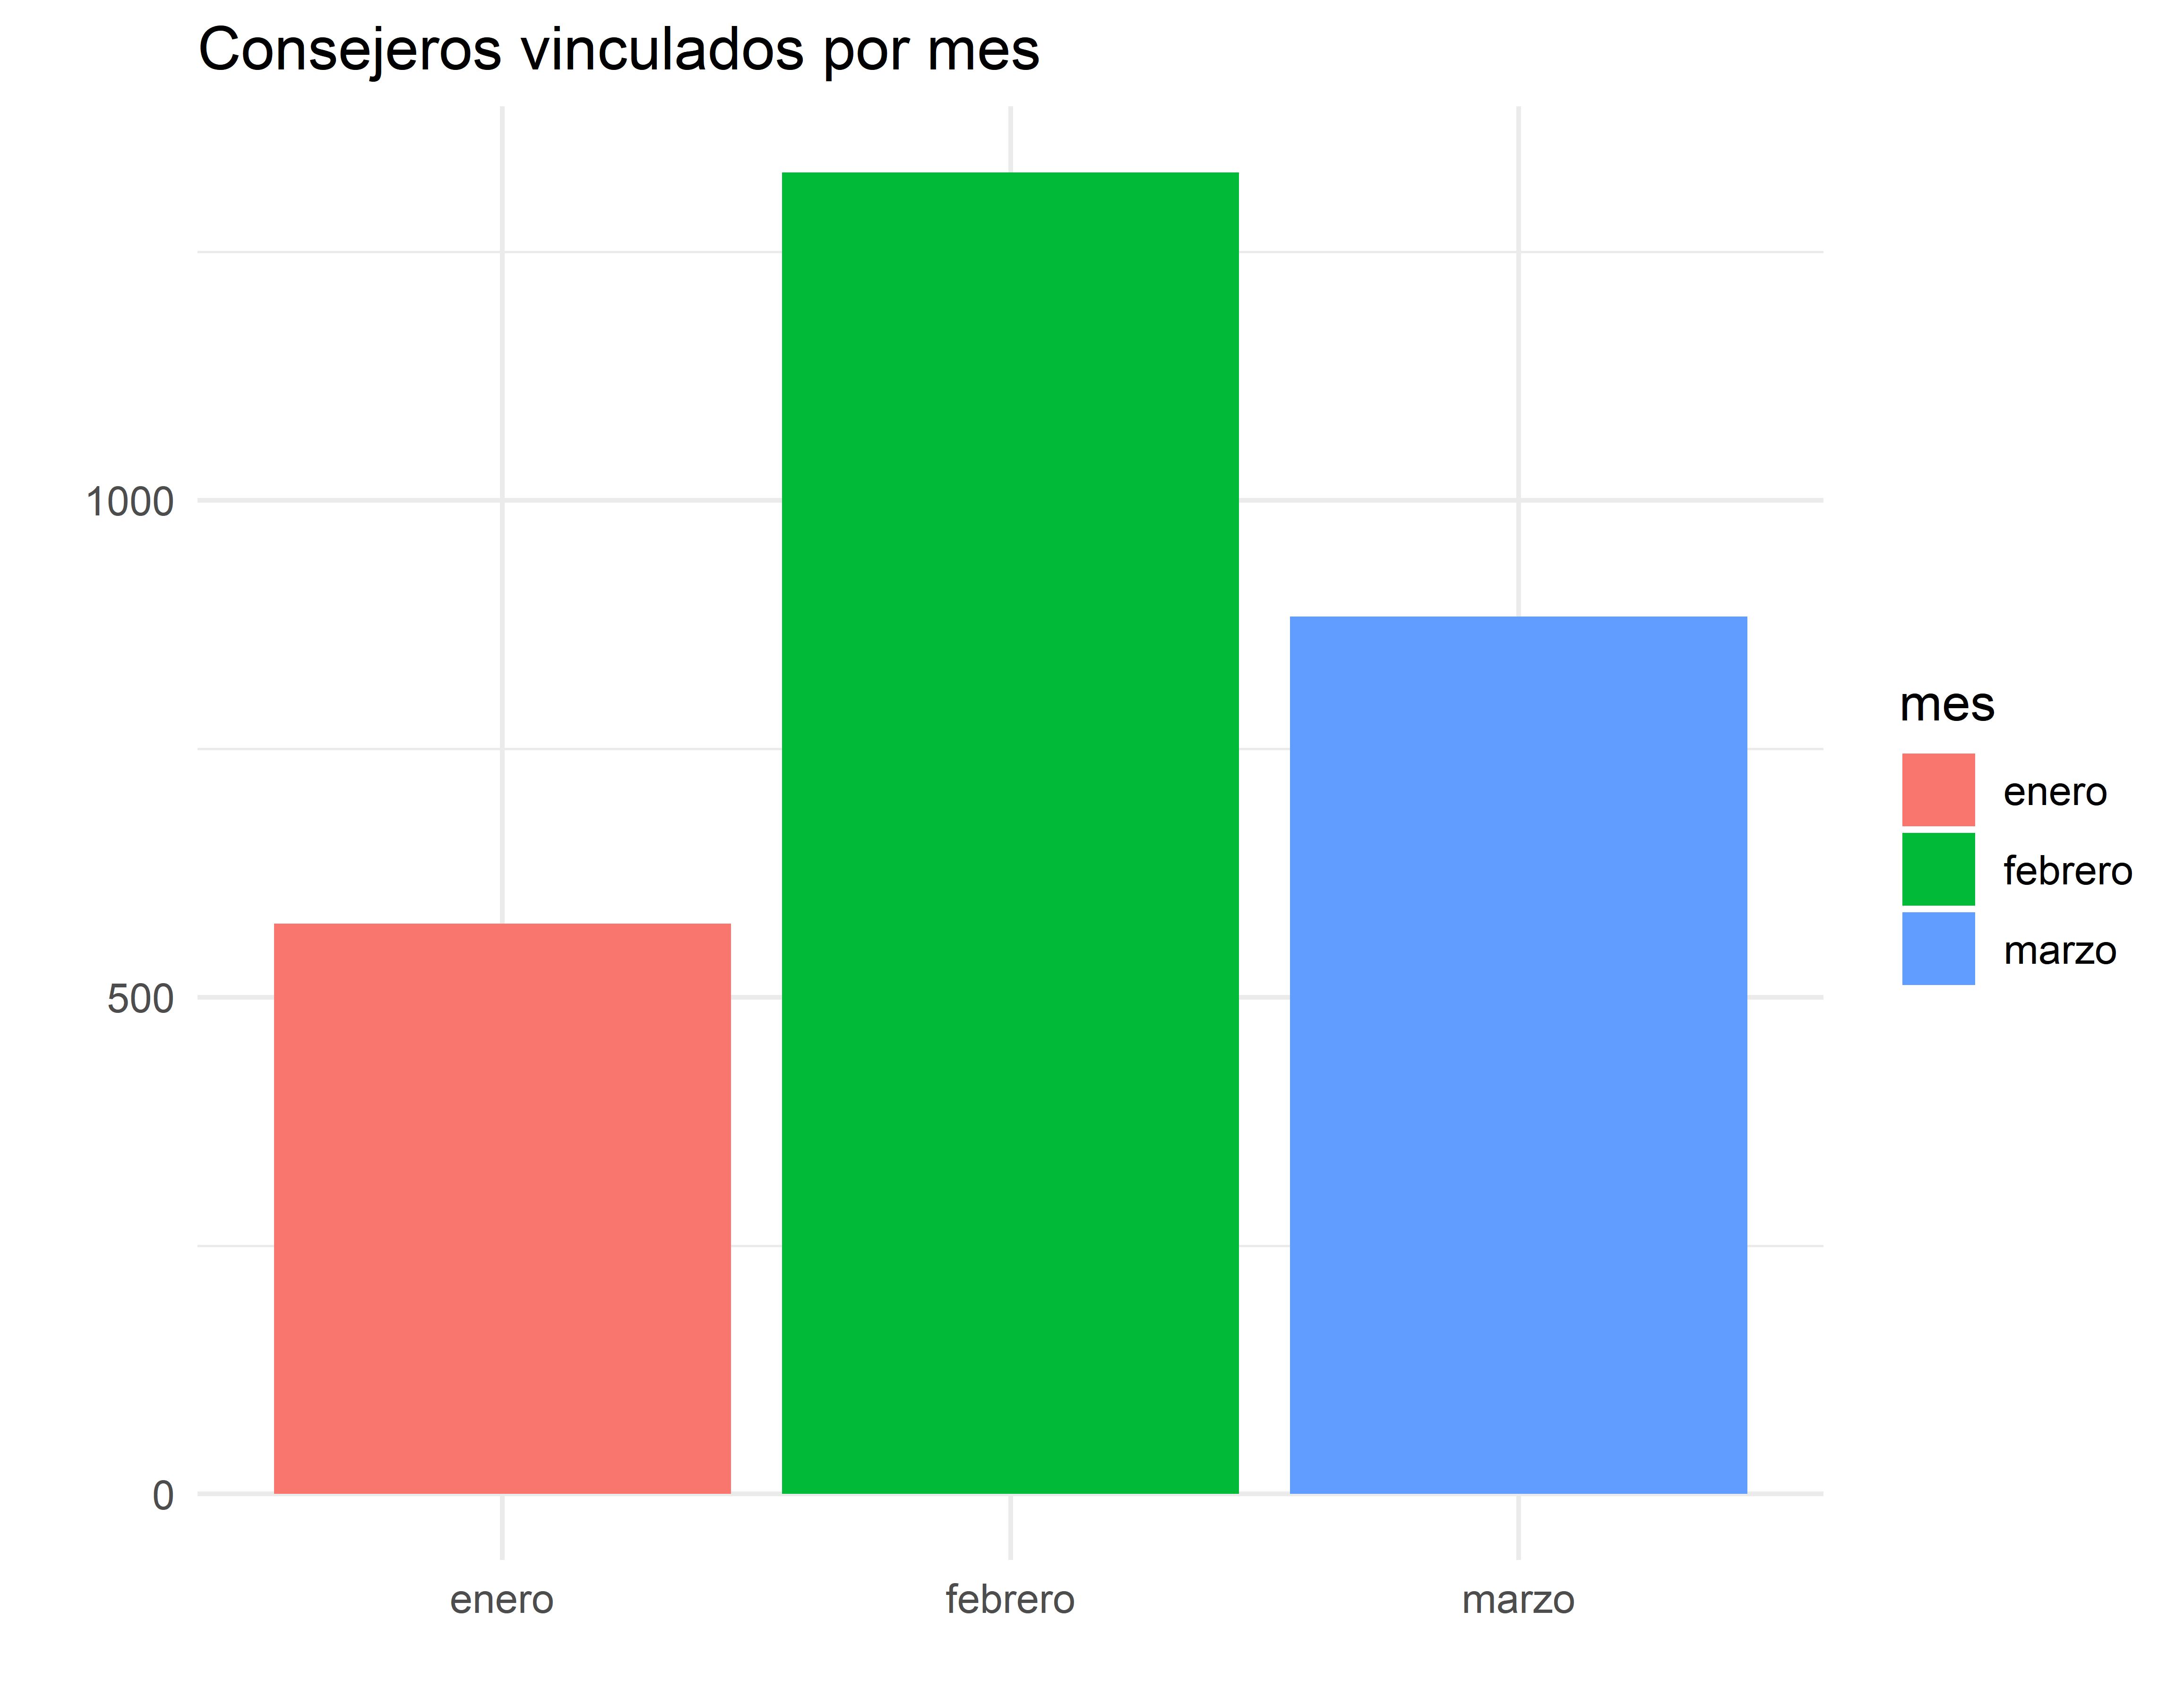 Consejeros vinculados por mes
1000
500
0
enero
febrero
marzo
mes
enero
febrero
marzo